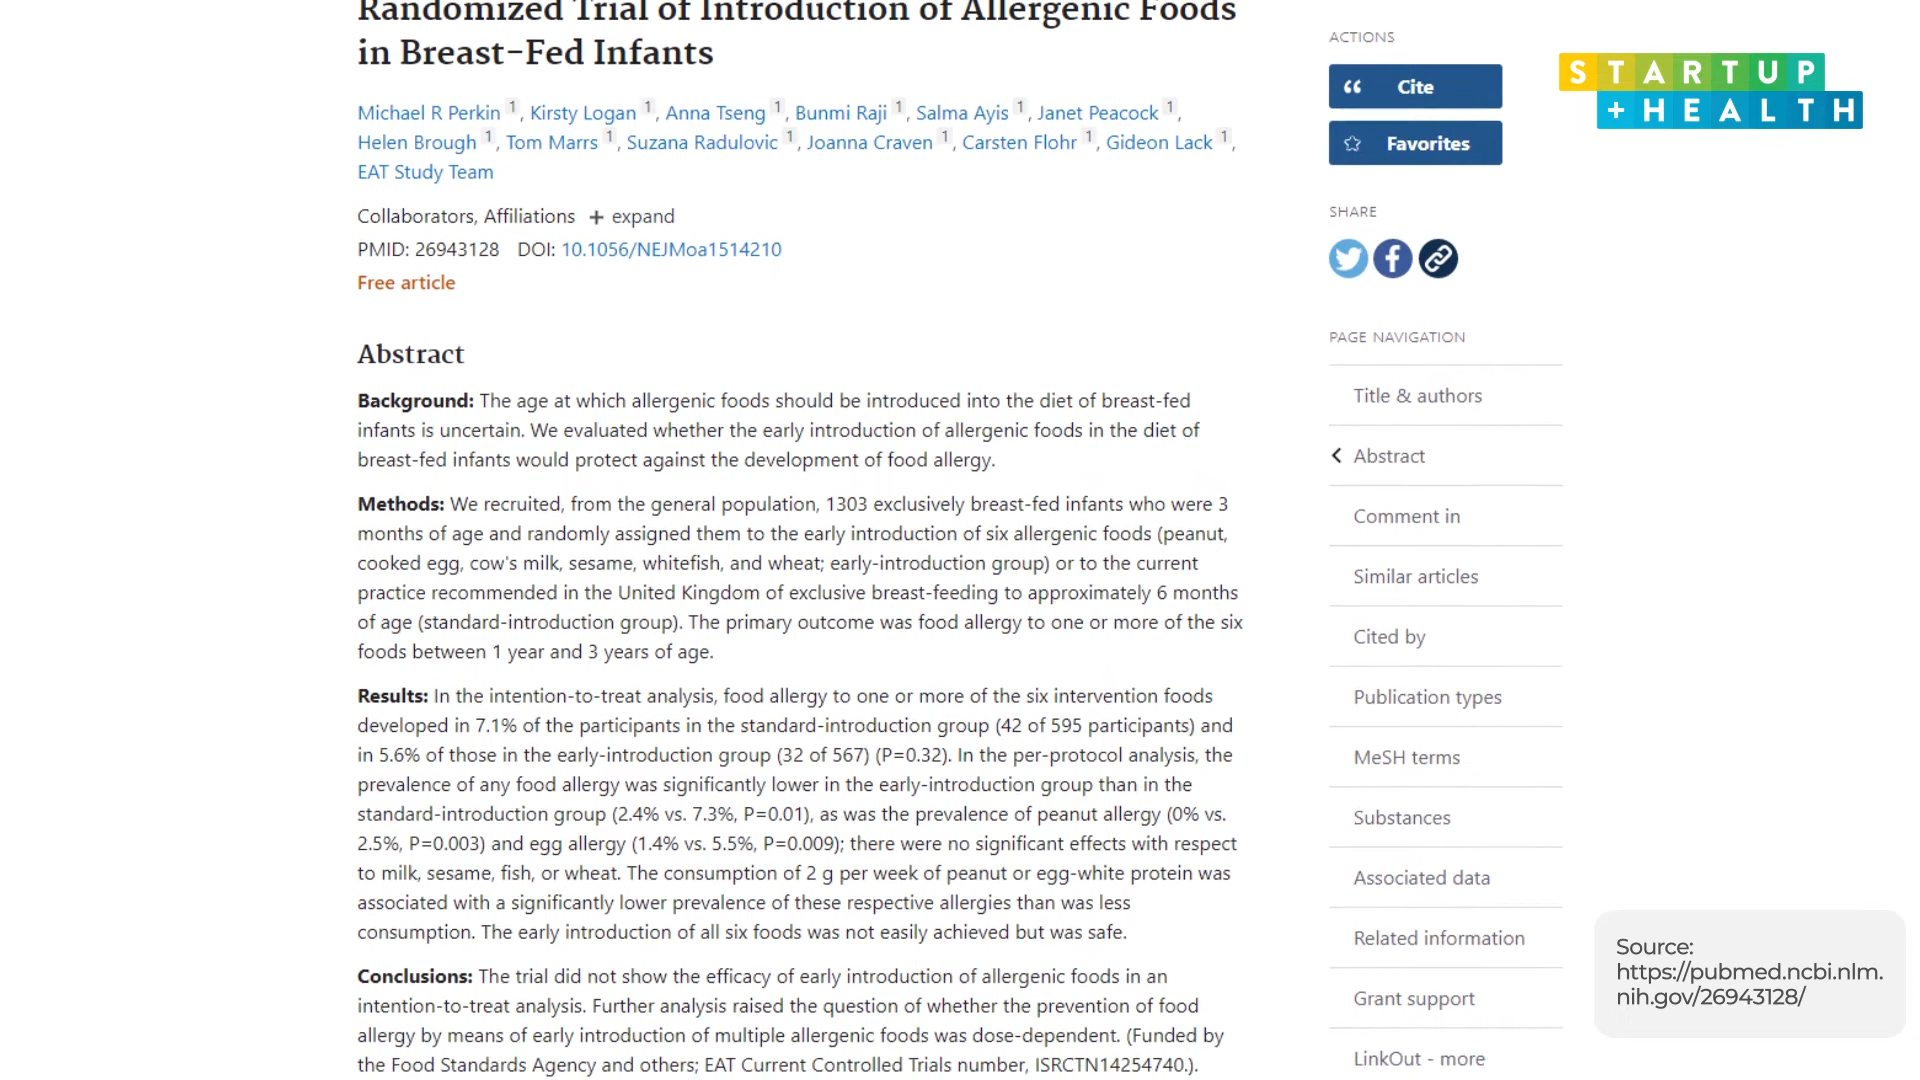 Randomized Trial of Introduction of Allergenic Foods
in Breast-Fed Infants
Michael R Perkin 1, Kirsty Logan 1, Anna Tseng 1, Bunmi Raji 1, Salma Ayis 1, Janet Peacock 1,
Helen Brough 1, Tom Marrs 1, Suzana Radulovic 1, Joanna Craven 1, Carsten Flohr 1, Gideon Lack 1,
EAT Study Team
Collaborators, Affiliations + expand
PMID: 26943128 DOI: 10.1056/NEJMoa1514210
Free article
Abstract
Background: The age at which allergenic foods should be introduced into the diet of breast-fed
infants is uncertain. We evaluated whether the early introduction of allergenic foods in the diet of
breast-fed infants would protect against the development of food allergy.
Methods: We recruited, from the general population, 1303 exclusively breast-fed infants who were 3
months of age and randomly assigned them to the early introduction of six allergenic foods (peanut,
cooked egg, cow's milk, sesame, whitefish, and wheat; early-introduction group) or to the current
practice recommended in the United Kingdom of exclusive breast-feeding to approximately 6 months
of age (standard-introduction group). The primary outcome was food allergy to one or more of the six
foods between 1 year and 3 years of age.
Results: In the intention-to-treat analysis, food allergy to one or more of the six intervention foods
developed in 7.1% of the participants in the standard-introduction group (42 of 595 participants) and
in 5.6% of those in the early-introduction group (32 of 567) (P=0.32). In the per-protocol analysis, the
prevalence of any food allergy was significantly lower in the early-introduction group than in the
standard-introduction group (2.4% vs. 7.3%, P=0.01), as was the prevalence of peanut allergy (0% vs.
2.5%, P=0.003) and egg allergy (1.4% vs. 5.5%, P=0.009); there were no significant effects with respect
to milk, sesame, fish, or wheat. The consumption of 2 g per week of peanut or egg-white protein was
associated with a significantly lower prevalence of these respective allergies than was less
consumption. The early introduction of all six foods was not easily achieved but was safe.
Conclusions: The trial did not show the efficacy of early introduction of allergenic foods in an
intention-to-treat analysis. Further analysis raised the question of whether the prevention of food
allergy by means of early introduction of multiple allergenic foods was dose-dependent. (Funded by
the Food Standards Agency and others; EAT Current Controlled Trials number, ISRCTN14254740.).
ACTIONS
Cite
Favorites
SHARE
PAGE NAVIGATION
Title & authors
Abstract
Comment in
Similar articles
Cited by
Publication types
MeSH terms
Substances
Associated data
Related information
Grant support
LinkOut - more
STARTUP
+HEALTH
Source:
https://pubmed.ncbi.nlm.
nih.gov/26943128/